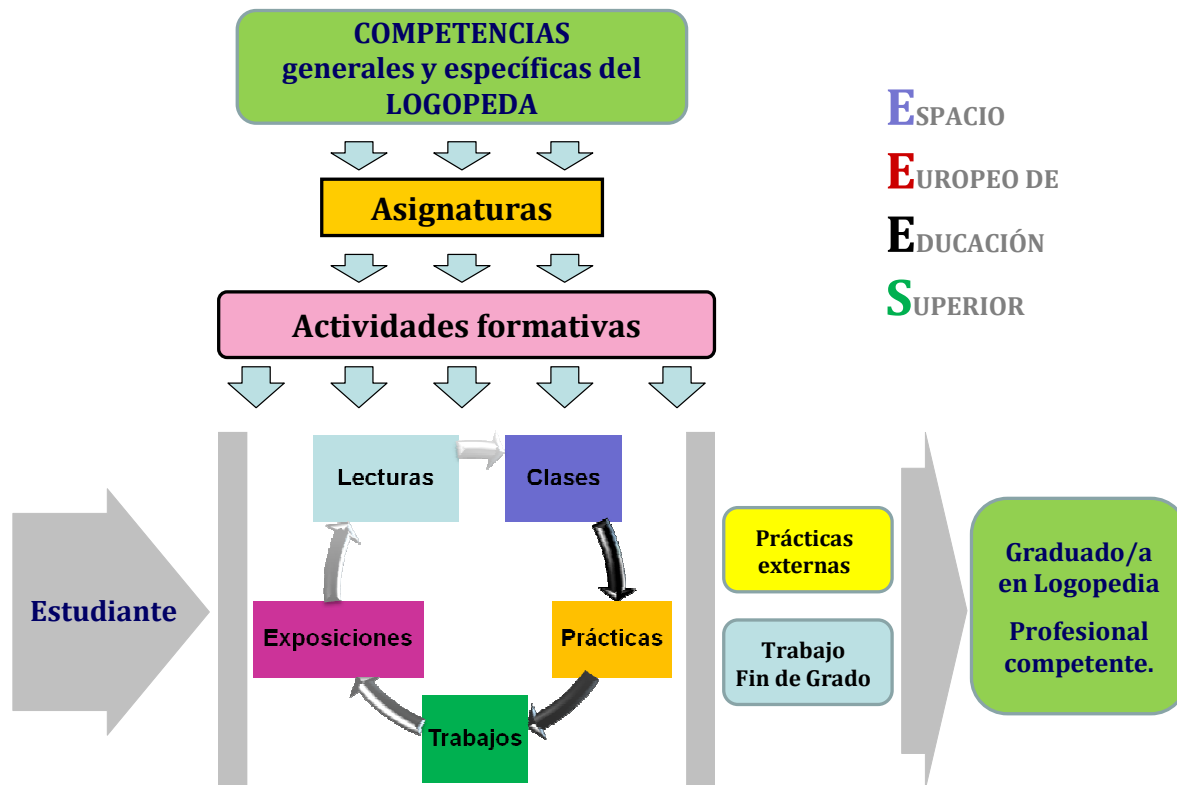 COMPETENCIAS
generales y específicas del
LOGOPEDA
ESPACIO
EUROPEO DE
EDUCACIÓN
SUPERIOR
Asignaturas
Actividades formativas
Lecturas
Clases
Prácticas
Trabajos
Exposiciones
Estudiante
Prácticas
externas
Trabajo
Fin de Grado
Graduado/a
en Logopedia
Profesional
competente.